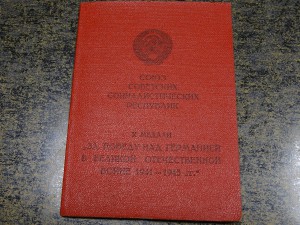 СОЮЗ
СОВЕТСКИХ
СОЦИАЛИСТИЧЕСКИХ
РЕСПУБЛИК
К МЕДАЛИ
„ЗА ПОБЕДУ НАД ГЕРМАНИЕЙ
В ВЕЛИКОЙ ОТЕЧЕСТВЕННОЙ
ВОЙНЕ 1941—1945 гг."